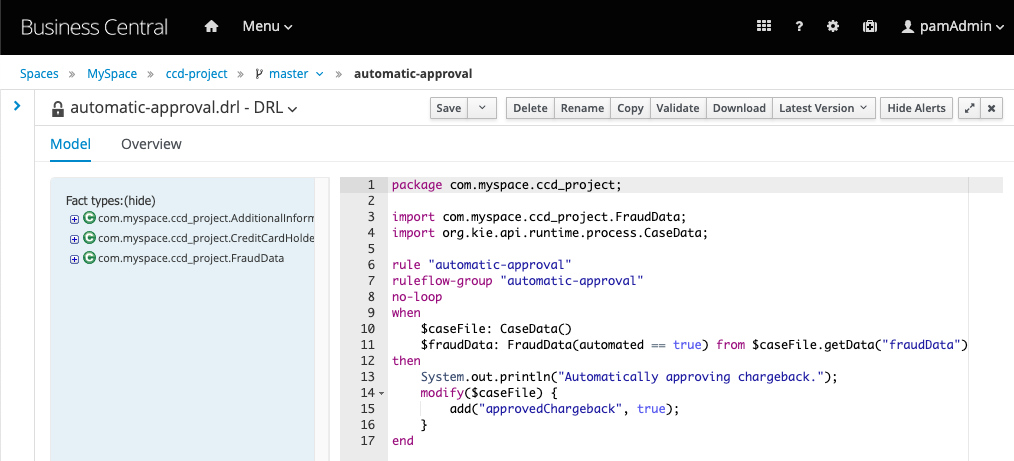 Business Central Menu ? pamAdmin
Spaces » MySpace » ccd-project » master » automatic-approval
automatic-approval.drl - DRL Save Delete Rename Copy Validate Download Latest Version Hide Alerts
Model Overview
Fact types:(hide)
com.myspace.ccd_project.AdditionalInform
com.myspace.ccd_project.CreditCardHolde
com.myspace.ccd_project.FraudData
1 package com.myspace.ccd_project;
2
3 import com.myspace.ccd_project.FraudData;
4 import org.kie.api.runtime.process.CaseData;
5
6 rule "automatic-approval"
7 ruleflow-group "automatic-approval"
8 no-loop
9 when
10 $caseFile: CaseData()
11 $fraudData: FraudData(automated == true) from $caseFile.getData("fraudData")
12 then
13 System.out.println("Automatically approving chargeback.");
14 modify($caseFile) {
15 add("approvedChargeback", true);
16 }
17 end